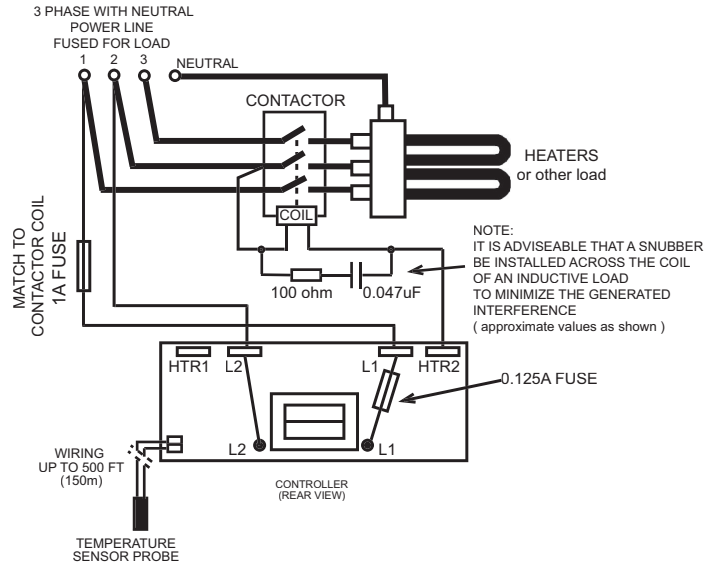 3 PHASE WITH NEUTRAL
POWER LINE
FUSED FOR LOAD
1 2 3
NEUTRAL
CONTACTOR
HEATERS
or other load
COIL
MATCH TO
CONTACTOR COIL
1A FUSE
100 ohm
0.047uF
NOTE:
IT IS ADVISEABLE THAT A SNUBBER
BE INSTALLED ACROSS THE COIL
OF AN INDUCTIVE LOAD
TO MINIMIZE THE GENERATED
INTERFERENCE
( approximate values as shown )
HTR1 L2 L1 HTR2
0.125A FUSE
L2 L1
WIRING
UP TO 500 FT
(150m)
CONTROLLER
(REAR VIEW)
TEMPERATURE
SENSOR PROBE